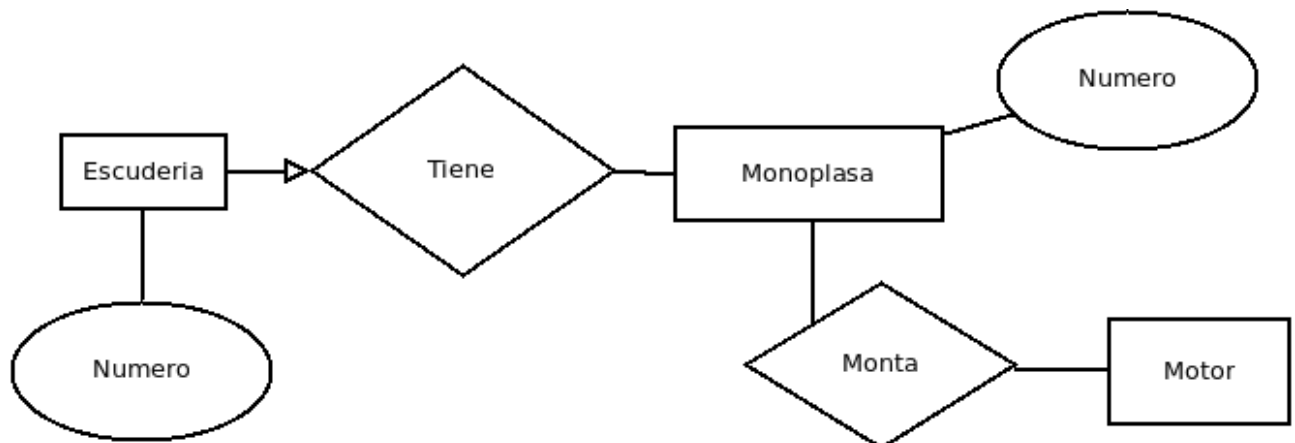 Numero
Escuderia
Tiene
Monoplasa
Numero
Monta
Motor